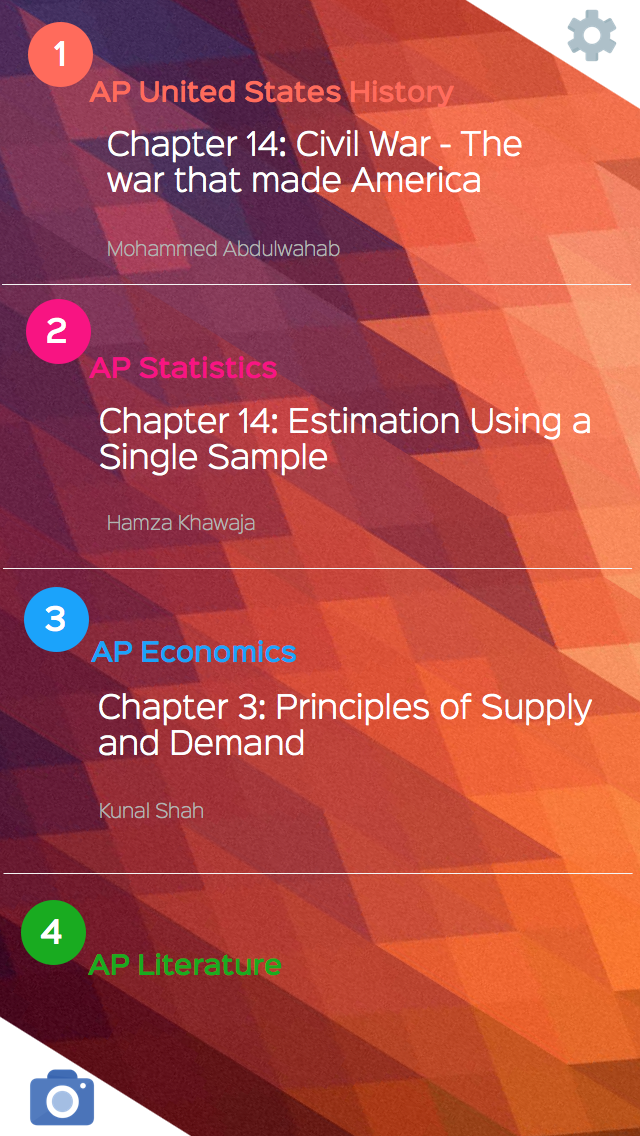 1
AP United States History
Chapter 14: Civil War - The
war that made America
Mohammed Abdulwahab
2
AP Statistics
Chapter 14: Estimation Using a
Single Sample
Hamza Khawaja
3
AP Economics
Chapter 3: Principles of Supply
and Demand
Kunal Shah
4
AP Literature